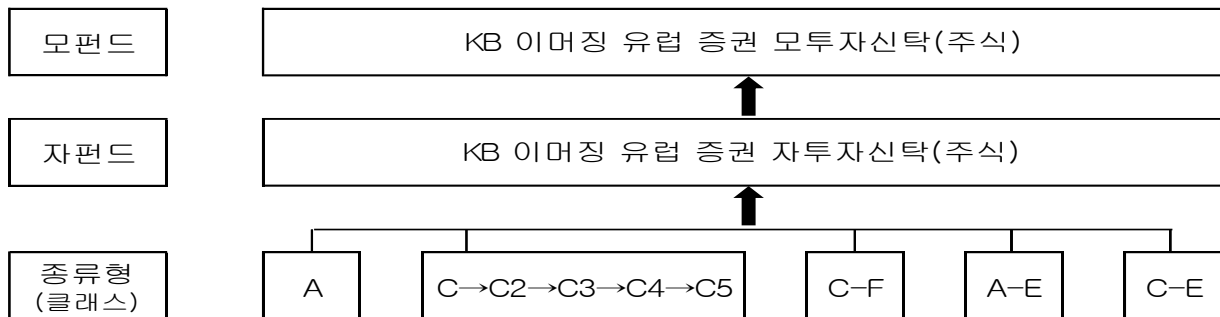 모펀드
KB 이머징 유럽 증권 모투자신탁(주식)
자펀드
KB 이머징 유럽 증권 자투자신탁(주식)
종류형
(클래스)
A
C→C2→C3→C4→C5
C-F
A-E
C-E